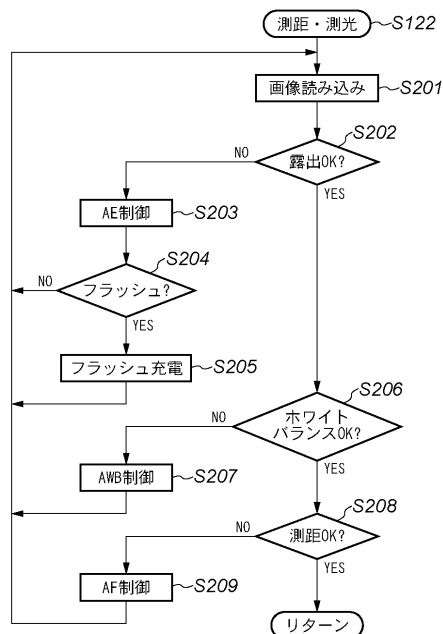 測距・測光
S122
画像読み込み
S201
S202
露出OK?
NO
YES
AE制御
S203
S204
フラッシュ?
NO
YES
フラッシュ充電
S205
S206
ホワイト
バランスOK?
NO
YES
AWB制御
S207
S208
測距OK?
NO
YES
AF制御
S209
リターン